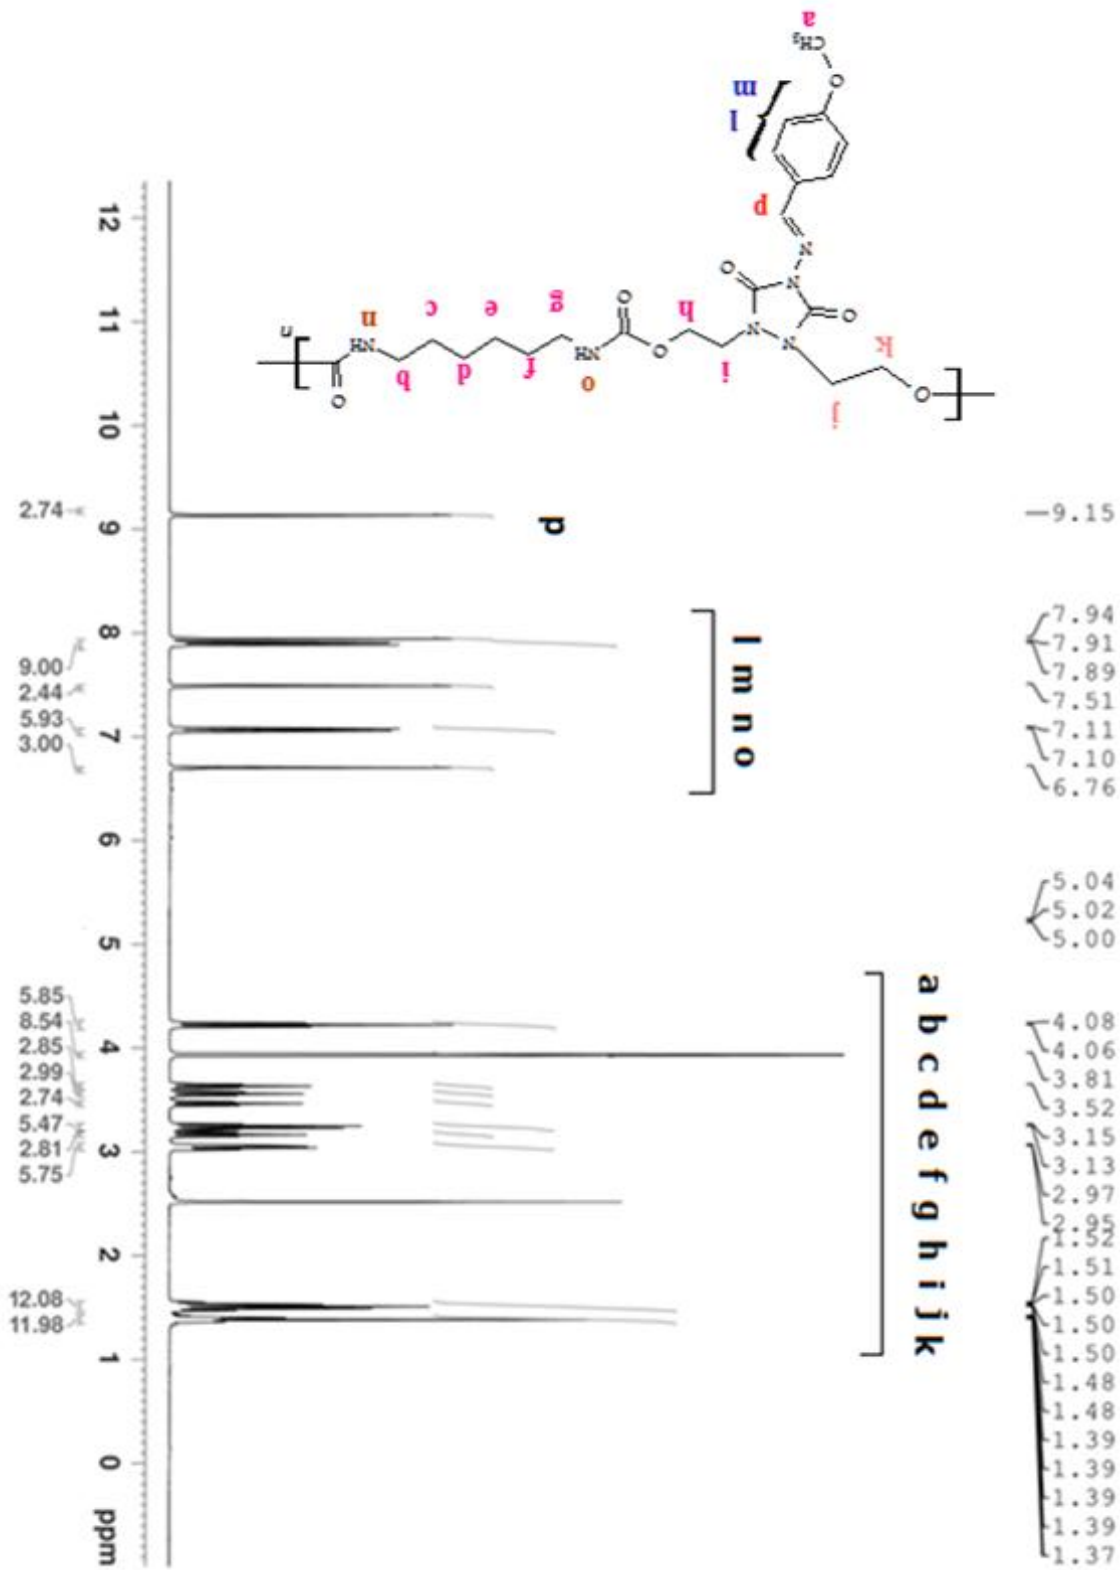 9.15
7.94
7.91
7.89
7.51
7.11
7.10
6.76
5.04
5.02
5.00
4.08
4.06
3.81
3.52
3.15
3.13
2.97
2.95
1.52
1.51
1.50
1.50
1.50
1.48
1.48
1.39
1.39
1.39
1.39
1.37
a b c d e f g h i j k
l m n o
p
a
CH3
O
m
l
p
N
N
O
O
N
N
k
j
O
i
h
O
O
o
HN
g
f
e
d
c
b
n
HN
O
n
12
11
10
9
8
7
6
5
4
3
2
1
0
ppm
2.74
9.00
2.44
5.93
3.00
5.85
8.54
2.85
2.99
2.74
5.47
2.81
5.75
12.08
11.98